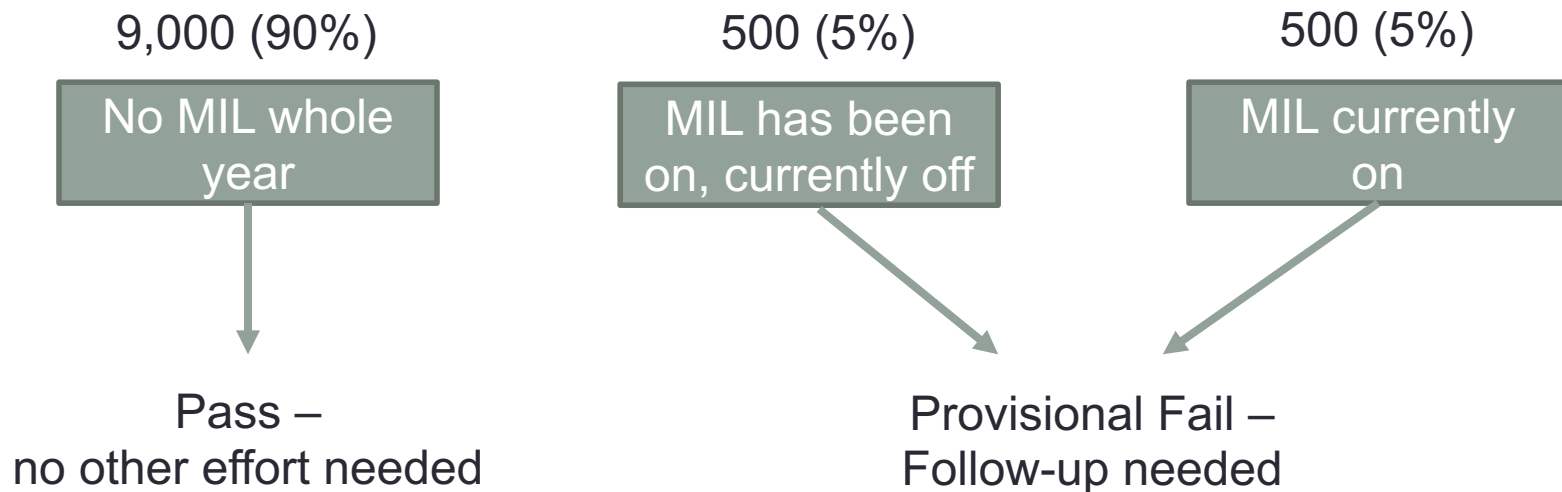 9,000 (90%)
No MIL whole
year
Pass –
no other effort needed
500 (5%)
MIL has been
on, currently off
500 (5%)
MIL currently
on
Provisional Fail –
Follow-up needed